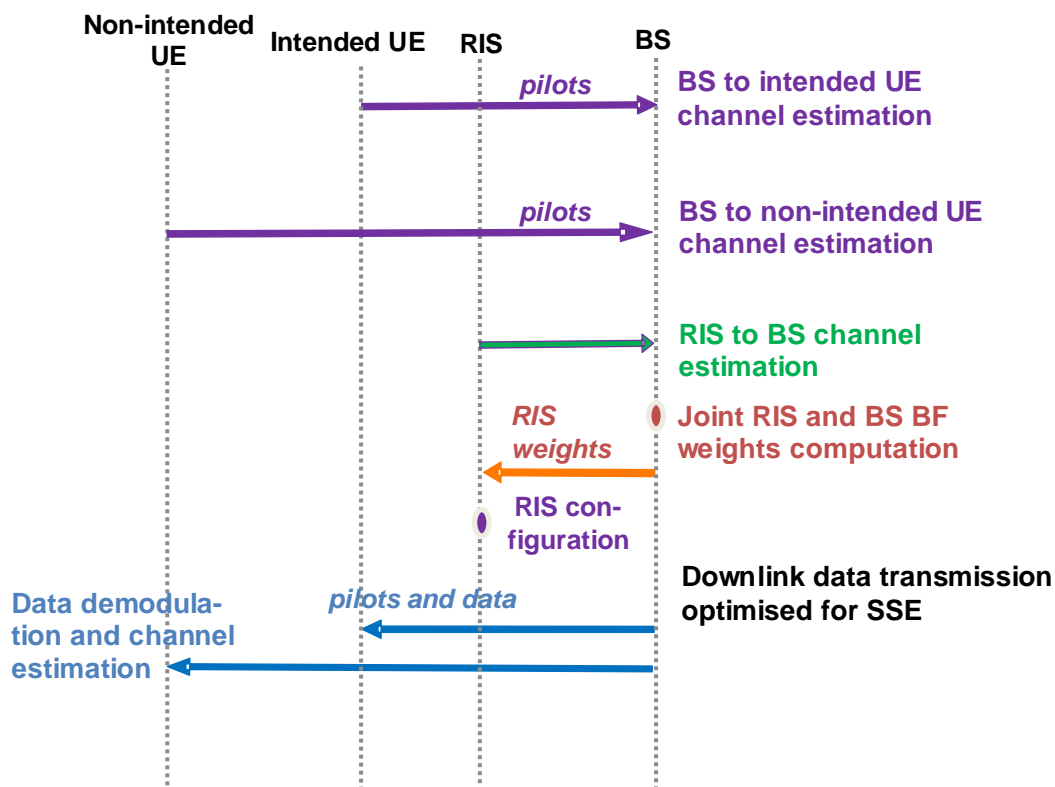 Non-intended
UE
Intended UE
RIS
BS
pilots
BS to intended UE
channel estimation
pilots
BS to non-intended UE
channel estimation
RIS to BS channel
estimation
RIS
weights
Joint RIS and BS BF
weights computation
RIS con-
figuration
Downlink data transmission
optimised for SSE
Data demodula-
tion and channel
estimation
pilots and data